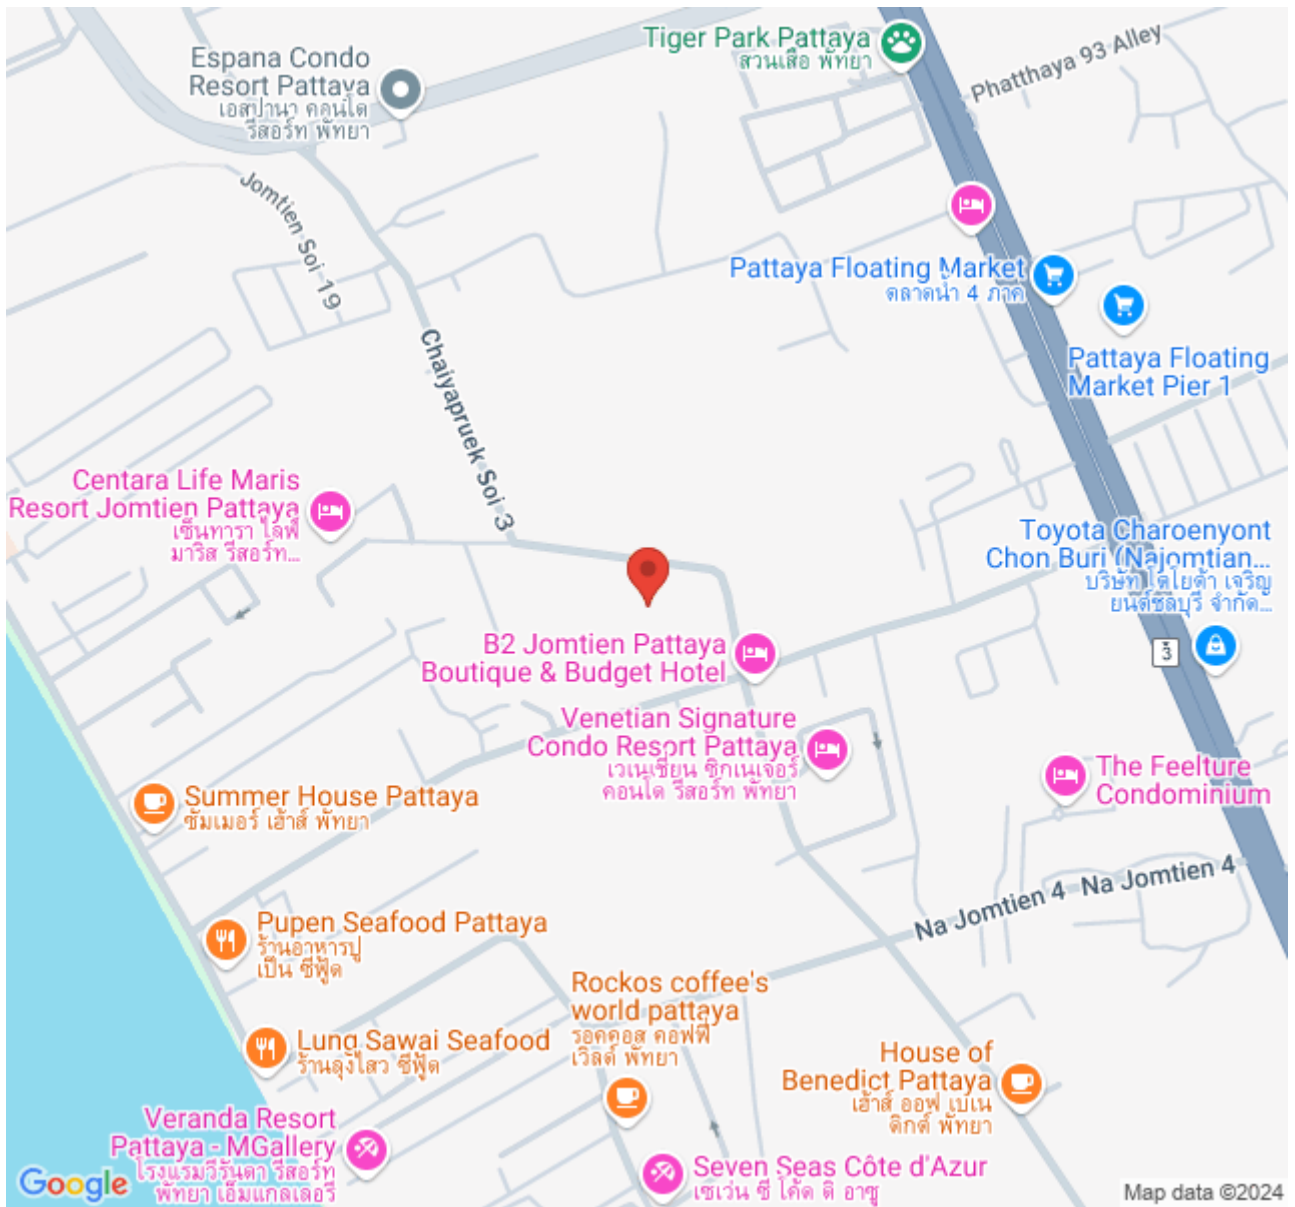 Tiger Park Pattaya
สวนเสือ พัทยา
Phatthaya 93 Alley
Espana Condo
Resort Pattaya
เอสปานา คอนโด
รีสอร์ท พัทยา
Jomtien Soi 19
Pattaya Floating Market
ตลาดน้ำ 4 ภาค
Pattaya Floating
Market Pier 1
Chaiyapruek Soi 3
Centara Life Maris
Resort Jomtien Pattaya
เซ็นทารา ไลฟ์
มาริส รีสอร์ท...
Toyota Charoenyont
Chon Buri (Najomtian...
บริษัท โตโยต้า เจริญ
ยนต์ชลบุรี จำกัด...
3
B2 Jomtien Pattaya
Boutique & Budget Hotel
Venetian Signature
Condo Resort Pattaya
เวเนเชี่ยน ซิกเนเจอร์
คอนโด รีสอร์ท พัทยา
The Feelture
Condominium
Summer House Pattaya
ซัมเมอร์ เฮ้าส์ พัทยา
Na Jomtien 4
Na Jomtien 4
Pupen Seafood Pattaya
ร้านอาหารปู
เป็น ซีฟู้ด
Rockos coffee's
world pattaya
รอคคอส คอฟฟี่
เวิลด์ พัทยา
Lung Sawai Seafood
ร้านลุงไสว ซีฟู้ด
House of
Benedict Pattaya
เฮ้าส์ ออฟ เบเน
ดิกต์ พัทยา
Veranda Resort
Pattaya - MGallery
โรงแรมวีรันดา รีสอร์ท
พัทยา เอ็มแกลเลอรี
Seven Seas Côte d'Azur
เซเว่น ซี โค้ด ดิ อาซู
Google
Map data ©2024